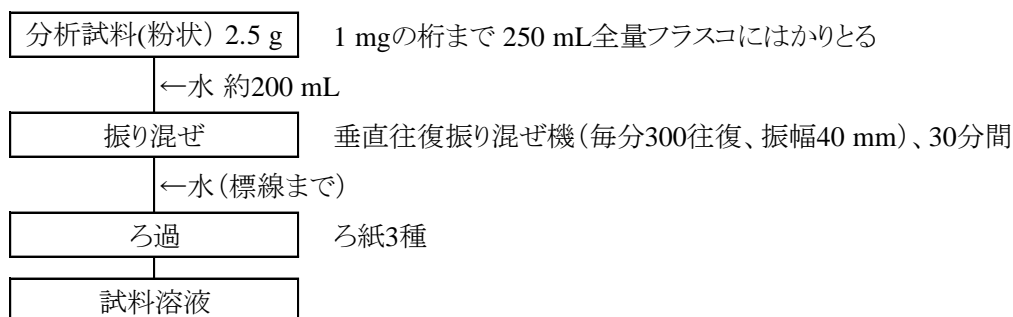 分析試料(粉状) 2.5 g 1 mgの桁まで 250 mL全量フラスコにはかりとる
←水 約200 mL
振り混ぜ 垂直往復振り混ぜ機(毎分300往復、振幅40 mm)、30分間
←水(標線まで)
ろ過 ろ紙3種
試料溶液